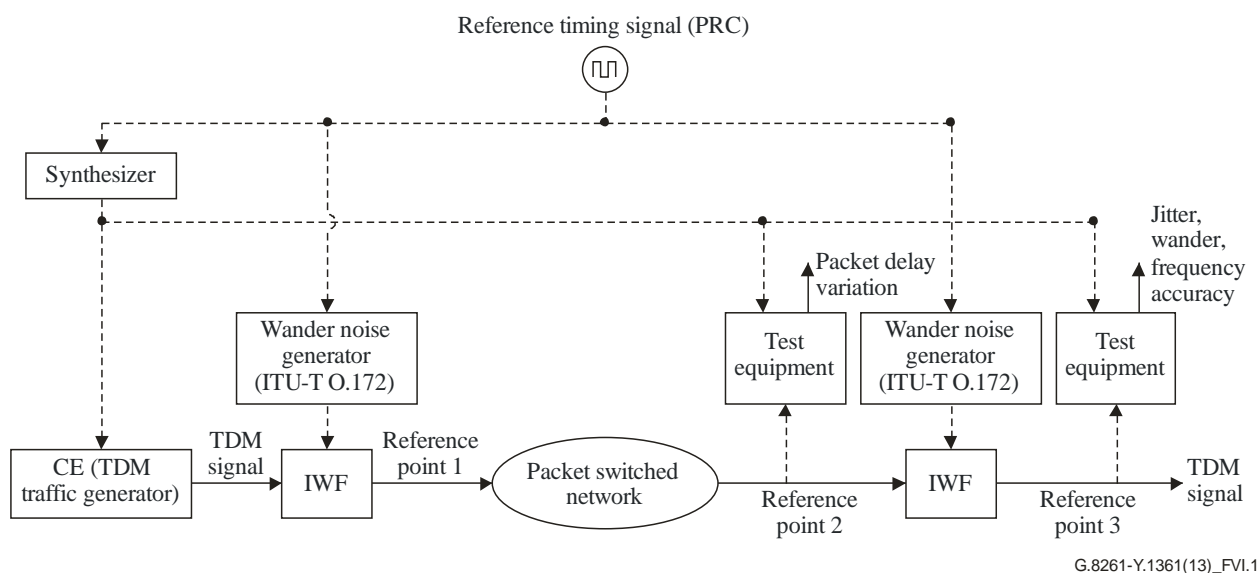 Reference timing signal (PRC)
Synthesizer
Jitter,
wander,
frequency
accuracy
Packet delay
variation
Wander noise
generator
(ITU-T O.172)
Test
equipment
Wander noise
generator
(ITU-T O.172)
Test
equipment
CE (TDM
traffic generator)
TDM
signal
IWF
Reference
point 1
Packet switched
network
Reference
point 2
IWF
Reference
point 3
TDM
signal
G.8261-Y.1361(13)_FVI.1